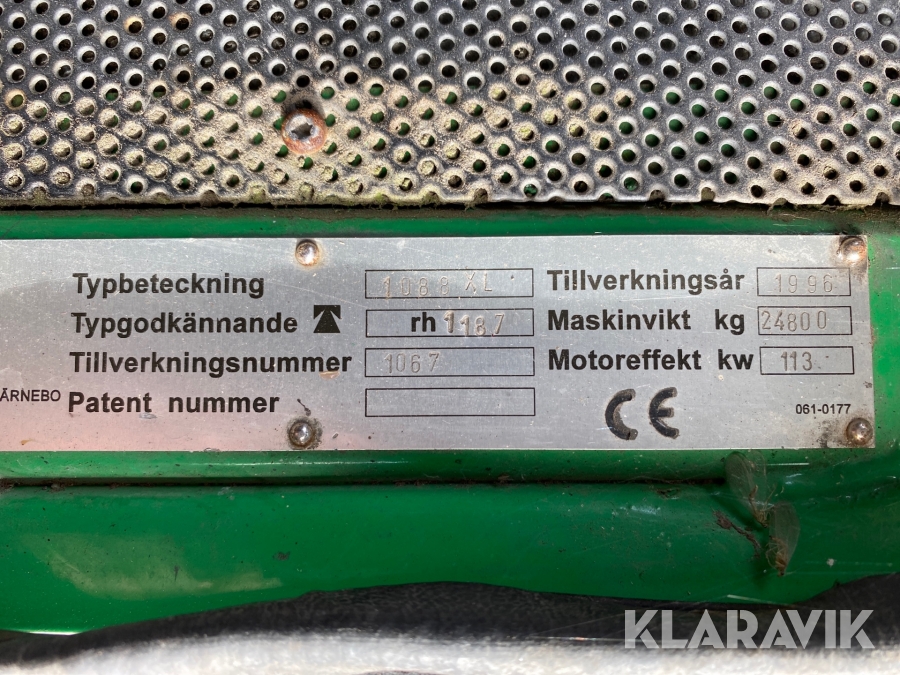 Typbeteckning 1088 XL Tillverkningsår 1996
Typgodkännande rh 1187 Maskinvikt kg 24800
Tillverkningsnummer 1067 Motoreffekt kw 113
ÄRNEBO Patent nummer
CE
061-0177
KLARAVIK